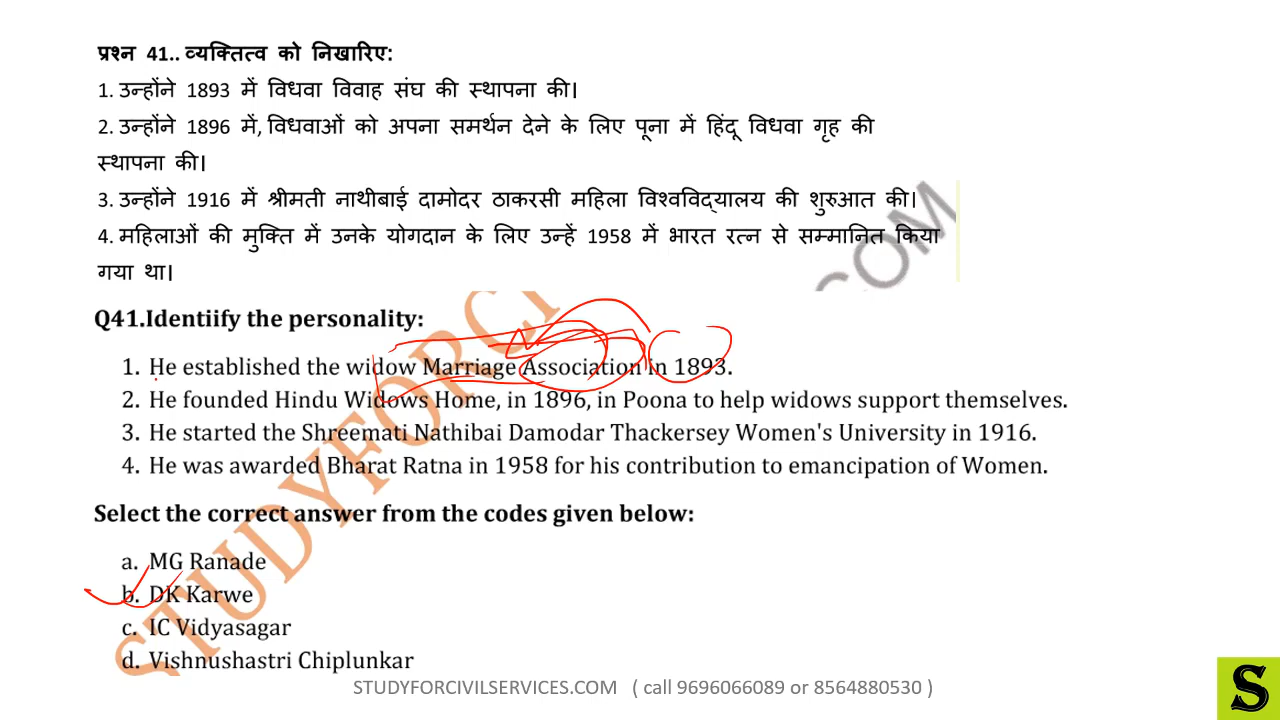 प्रश्न 41.. व्यक्तित्व को निखारिए:
1. उन्होंने 1893 में विधवा विवाह संघ की स्थापना की।
2. उन्होंने 1896 में, विधवाओं को अपना समर्थन देने के लिए पूना में हिंदू विधवा गृह की
स्थापना की।
3. उन्होंने 1916 में श्रीमती नाथीबाई दामोदर ठाकरसी महिला विश्वविद्यालय की शुरुआत की।
4. महिलाओं की मुक्ति में उनके योगदान के लिए उन्हें 1958 में भारत रत्न से सम्मानित किया
गया था।
Q41.Identiify the personality:
1. He established the widow Marriage Association in 1893.
2. He founded Hindu Widows Home, in 1896, in Poona to help widows support themselves.
3. He started the Shreemati Nathibai Damodar Thackersey Women's University in 1916.
4. He was awarded Bharat Ratna in 1958 for his contribution to emancipation of Women.
Select the correct answer from the codes given below:
a. MG Ranade
b. DK Karwe
c. IC Vidyasagar
d. Vishnushastri Chiplunkar
STUDYFORCI
.COM
STUDYFORCIVILSERVICES.COM ( call 9696066089 or 8564880530 )
S